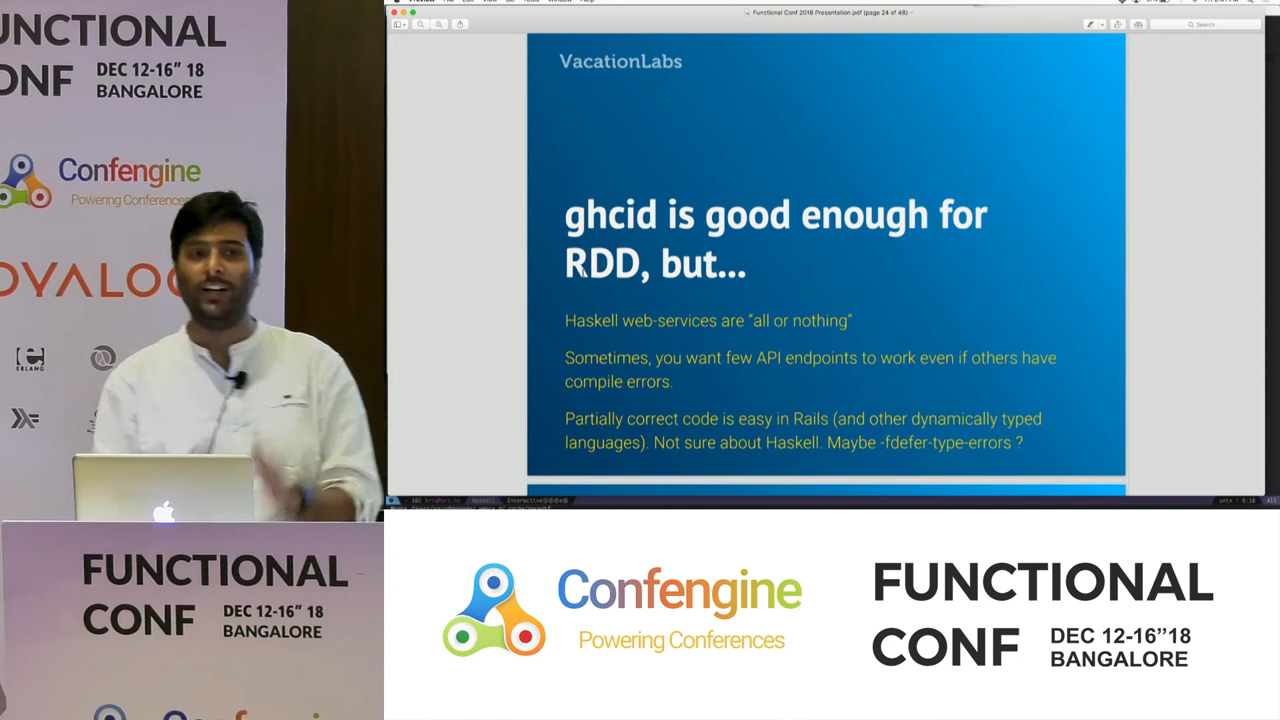 UNCTIONAL
ONF
DEC 12-16" 18
BANGALORE
Confengine
Powering Conferences
DYALOG
ERLANG
Functional Conf 2018 Presentation.pdf (page 24 of 48)
Search
VacationLabs
ghcid is good enough for
RDD, but...
Haskell web-services are “all or nothing”
Sometimes, you want few API endpoints to work even if others have
compile errors.
Partially correct code is easy in Rails (and other dynamically typed
languages). Not sure about Haskell. Maybe -fdefer-type-errors ?
FUNCTIONAL
CONF
DEC 12-16" 18
BANGALORE
Confengine
Powering Conferences
FUNCTIONAL
CONF
DEC 12-16”18
BANGALORE